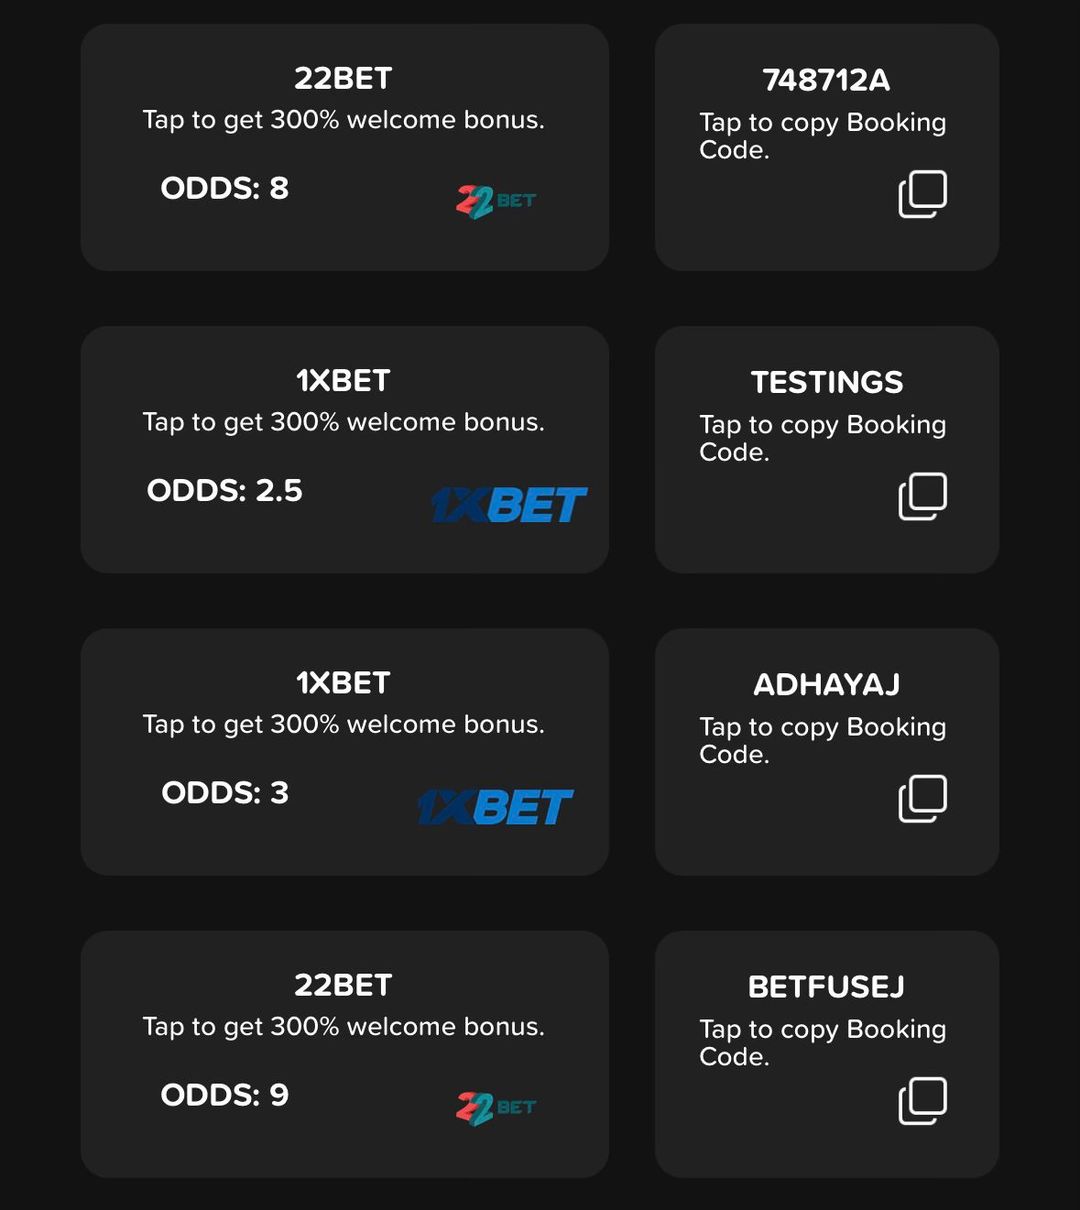 22BET
Tap to get 300% welcome bonus.
ODDS: 8
22BET
748712A
Tap to copy Booking
Code.
1XBET
Tap to get 300% welcome bonus.
ODDS: 2.5
1XBET
TESTINGS
Tap to copy Booking
Code.
1XBET
Tap to get 300% welcome bonus.
ODDS: 3
1XBET
ADHAYAJ
Tap to copy Booking
Code.
22BET
Tap to get 300% welcome bonus.
ODDS: 9
22BET
BETFUSEJ
Tap to copy Booking
Code.